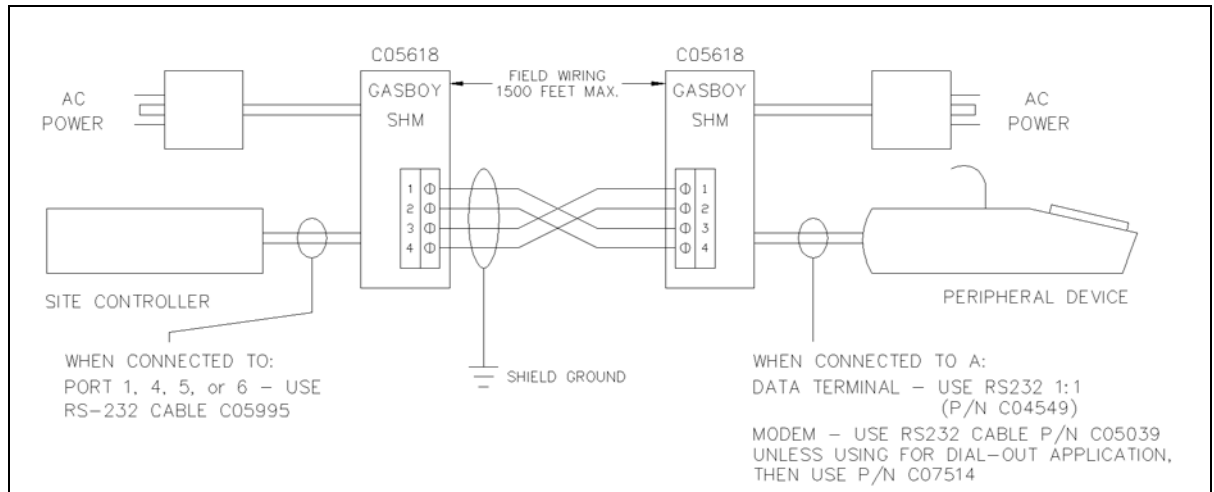 C05618
C05618
FIELD WIRING
1500 FEET MAX.
GASBOY
SHM
GASBOY
SHM
AC
POWER
AC
POWER
1
2
3
4
1
2
3
4
SITE CONTROLLER
PERIPHERAL DEVICE
WHEN CONNECTED TO:
PORT 1, 4, 5, or 6 – USE
RS-232 CABLE C05995
SHIELD GROUND
WHEN CONNECTED TO A:
DATA TERMINAL – USE RS232 1:1
(P/N C04549)
MODEM – USE RS232 CABLE P/N C05039
UNLESS USING FOR DIAL-OUT APPLICATION,
THEN USE P/N C07514